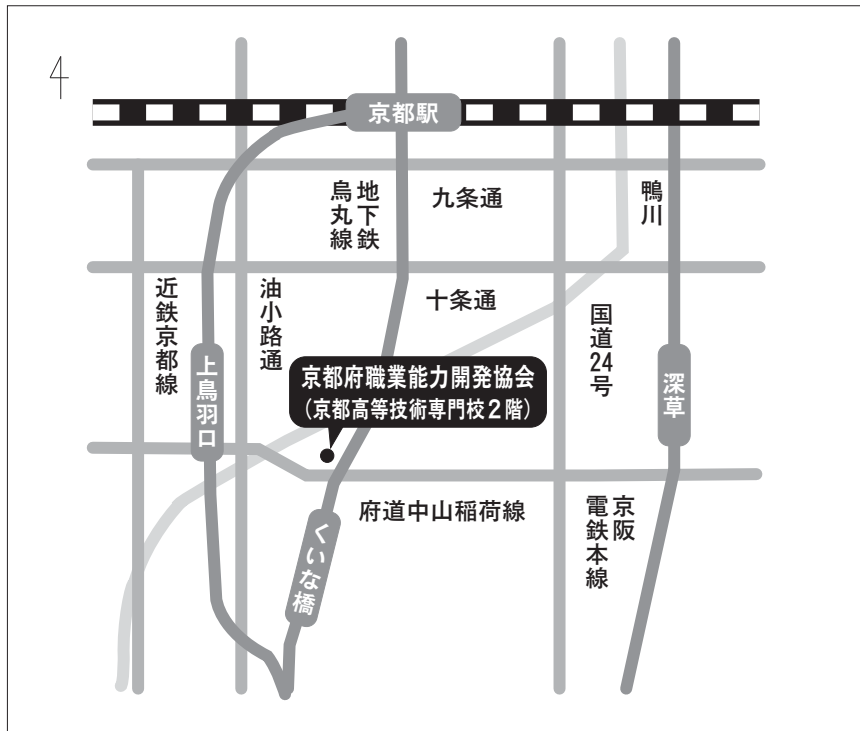 京都駅
地下鉄
烏丸線
九条通
鴨川
近鉄京都線
油小路通
十条通
国道24号
上鳥羽口
京都府職業能力開発協会
(京都高等技術専門校2階)
深草
府道中山稲荷線
くいな橋
京阪
電鉄本線